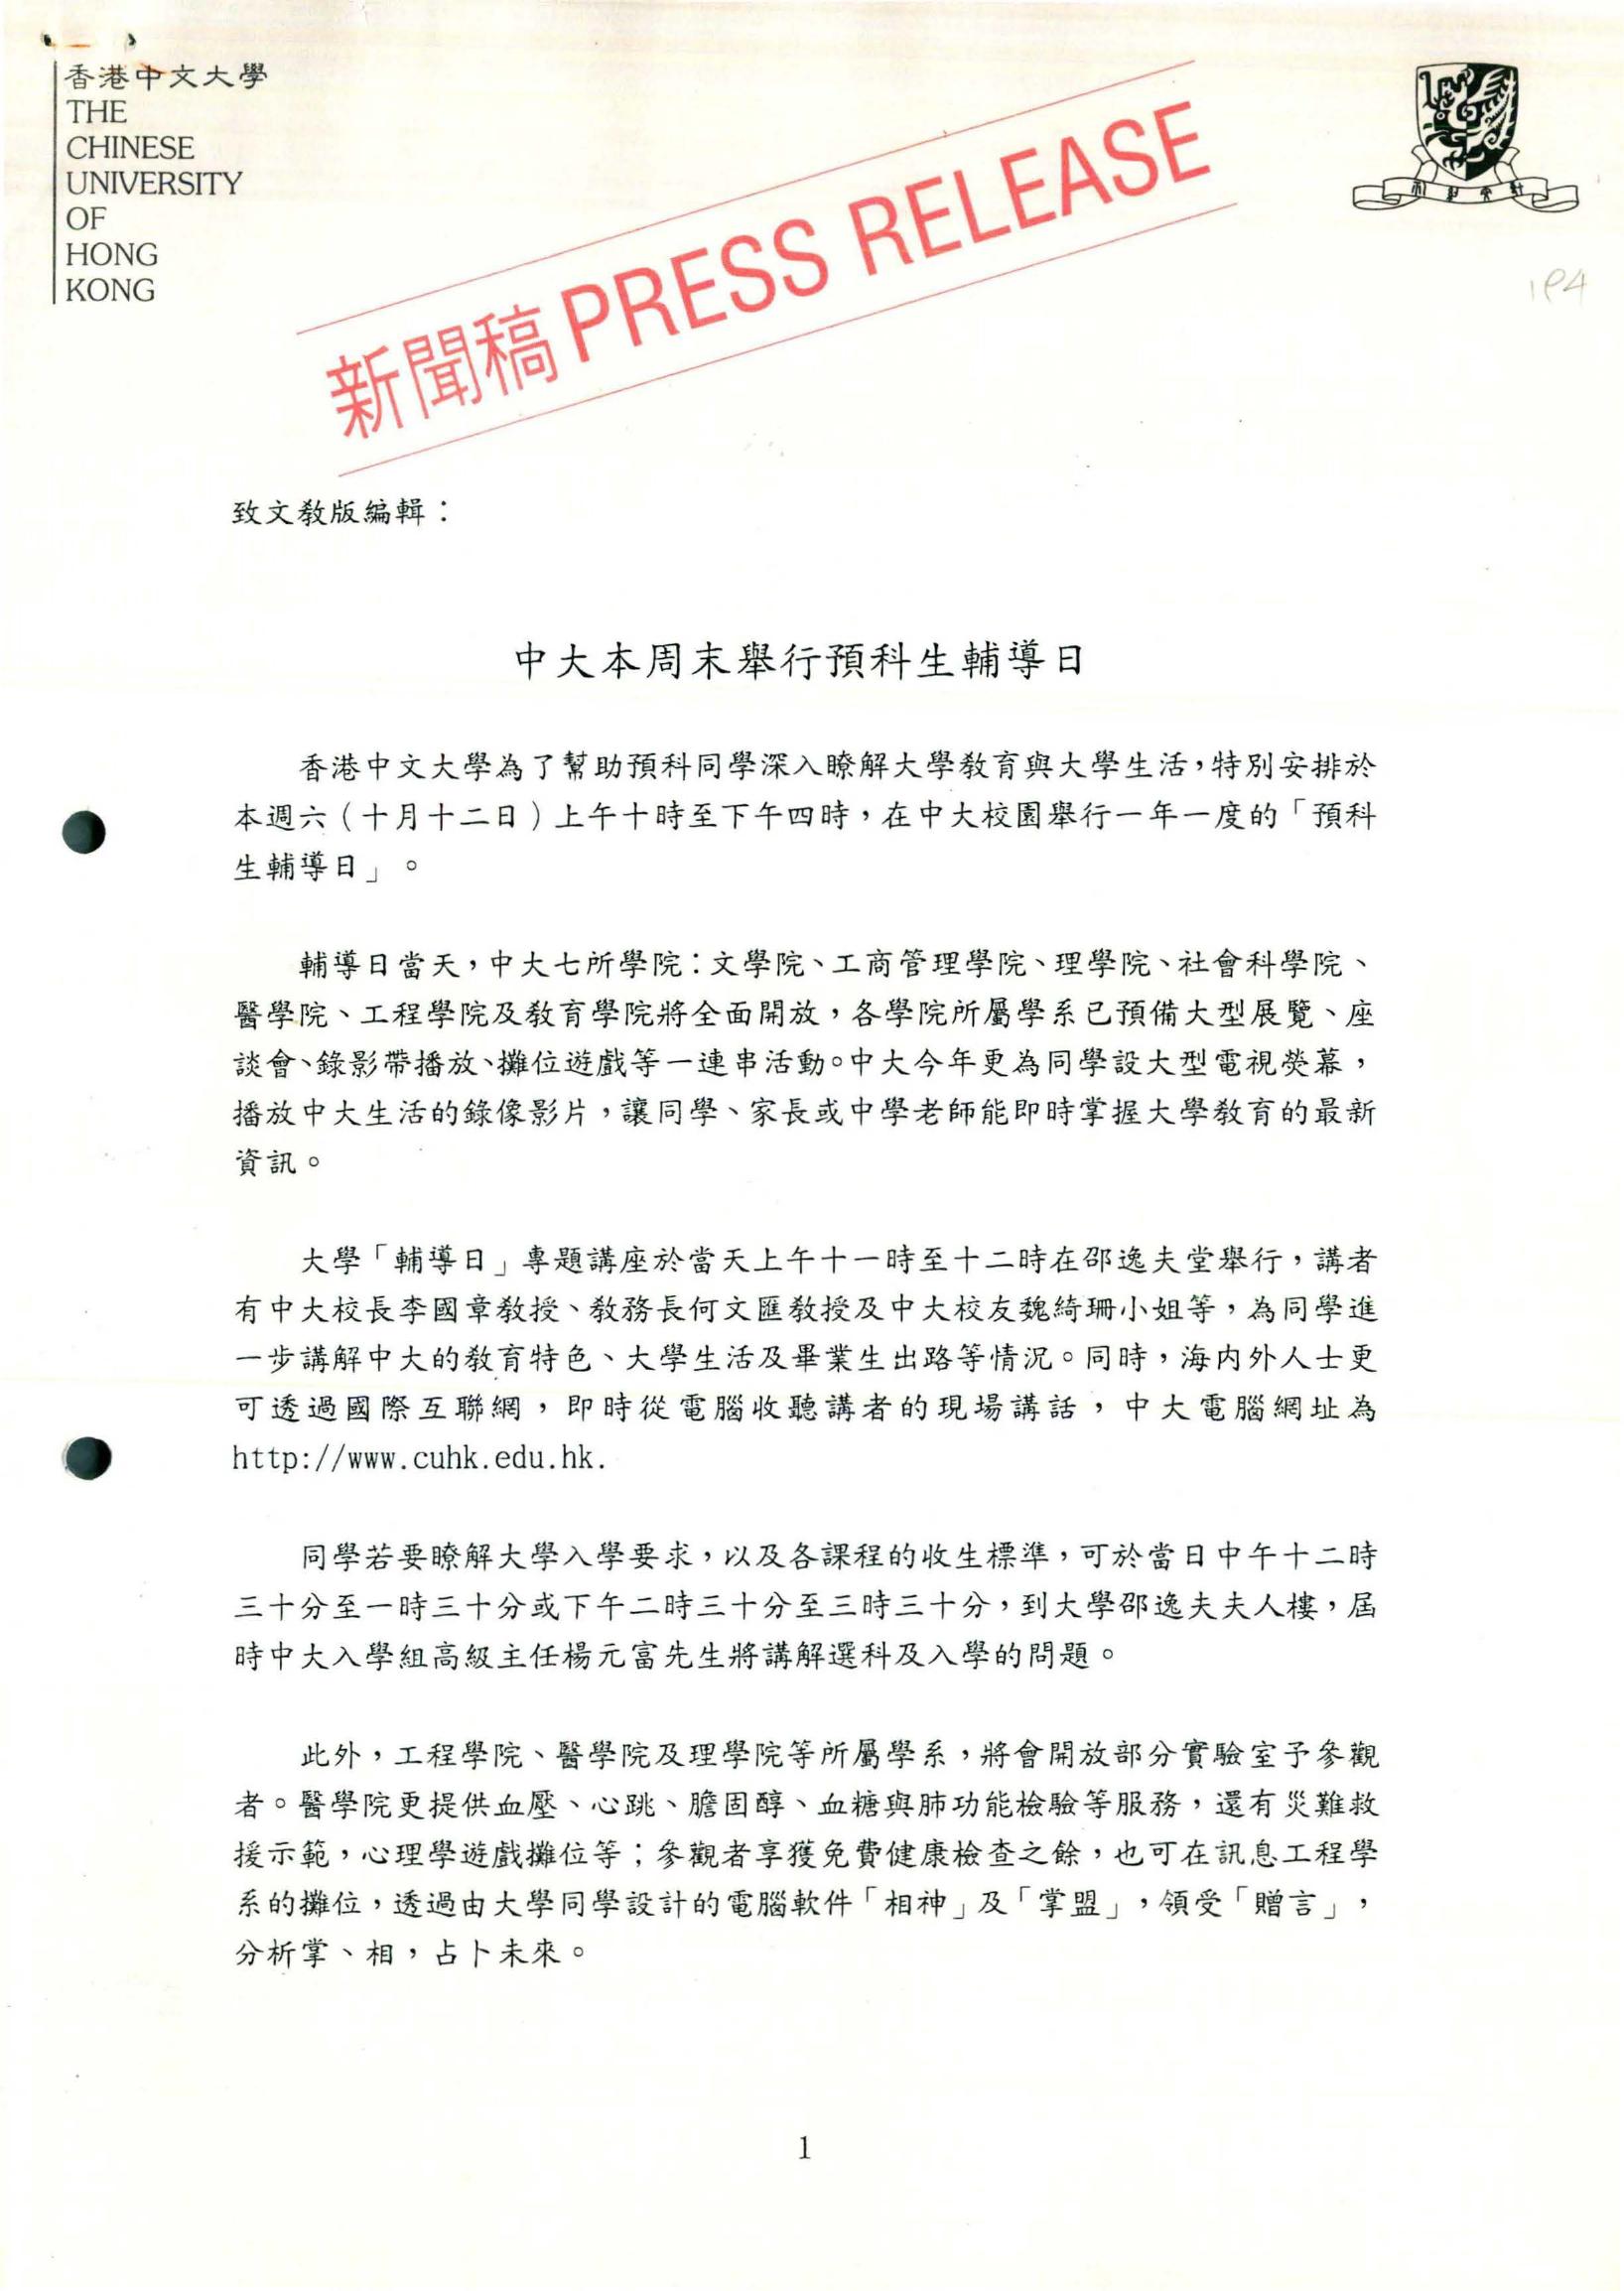 香港中文大學
THE
CHINESE
UNIVERSITY
OF
HONG
KONG
新聞稿 PRESS RELEASE
致文教版編輯：
中大本周末舉行預科生輔導日
香港中文大學為了幫助預科同學深入瞭解大學教育與大學生活，特別安排於
本週六（十月十二日）上午十時至下午四時，在中大校園舉行一年一度的「預科
生輔導日」。
輔導日當天，中大七所學院：文學院、工商管理學院、理學院、社會科學院、
醫學院、工程學院及教育學院將全面開放，各學院所屬學系已預備大型展覽、座
談會、錄影帶播放、攤位遊戲等一連串活動。中大今年更為同學設大型電視熒幕，
播放中大生活的錄像影片，讓同學、家長或中學老師能即時掌握大學教育的最新
資訊。
大學「輔導日」專題講座於當天上午十一時至十二時在邵逸夫堂舉行，講者
有中大校長李國章教授、教務長何文匯教授及中大校友魏綺珊小姐等，為同學進
一步講解中大的教育特色、大學生活及畢業生出路等情況。同時，海内外人士更
可透過國際互聯網，即時從電腦收聽講者的現場講話，中大電腦網址為
http://www.cuhk.edu.hk.
同學若要瞭解大學入學要求，以及各課程的收生標準，可於當日中午十二時
三十分至一時三十分或下午二時三十分至三時三十分，到大學邵逸夫夫人樓，屆
時中大入學組高級主任楊元富先生將講解選科及入學的問題。
此外，工程學院、醫學院及理學院等所屬學系，將會開放部分實驗室予參觀
者。醫學院更提供血壓、心跳、膽固醇、血糖與肺功能檢驗等服務，還有災難救
援示範，心理學遊戲攤位等；參觀者享獲免費健康檢查之餘，也可在訊息工程學
系的攤位，透過由大學同學設計的電腦軟件「相神」及「掌盟」，領受「贈言」，
分析掌、相，占卜未來。
1